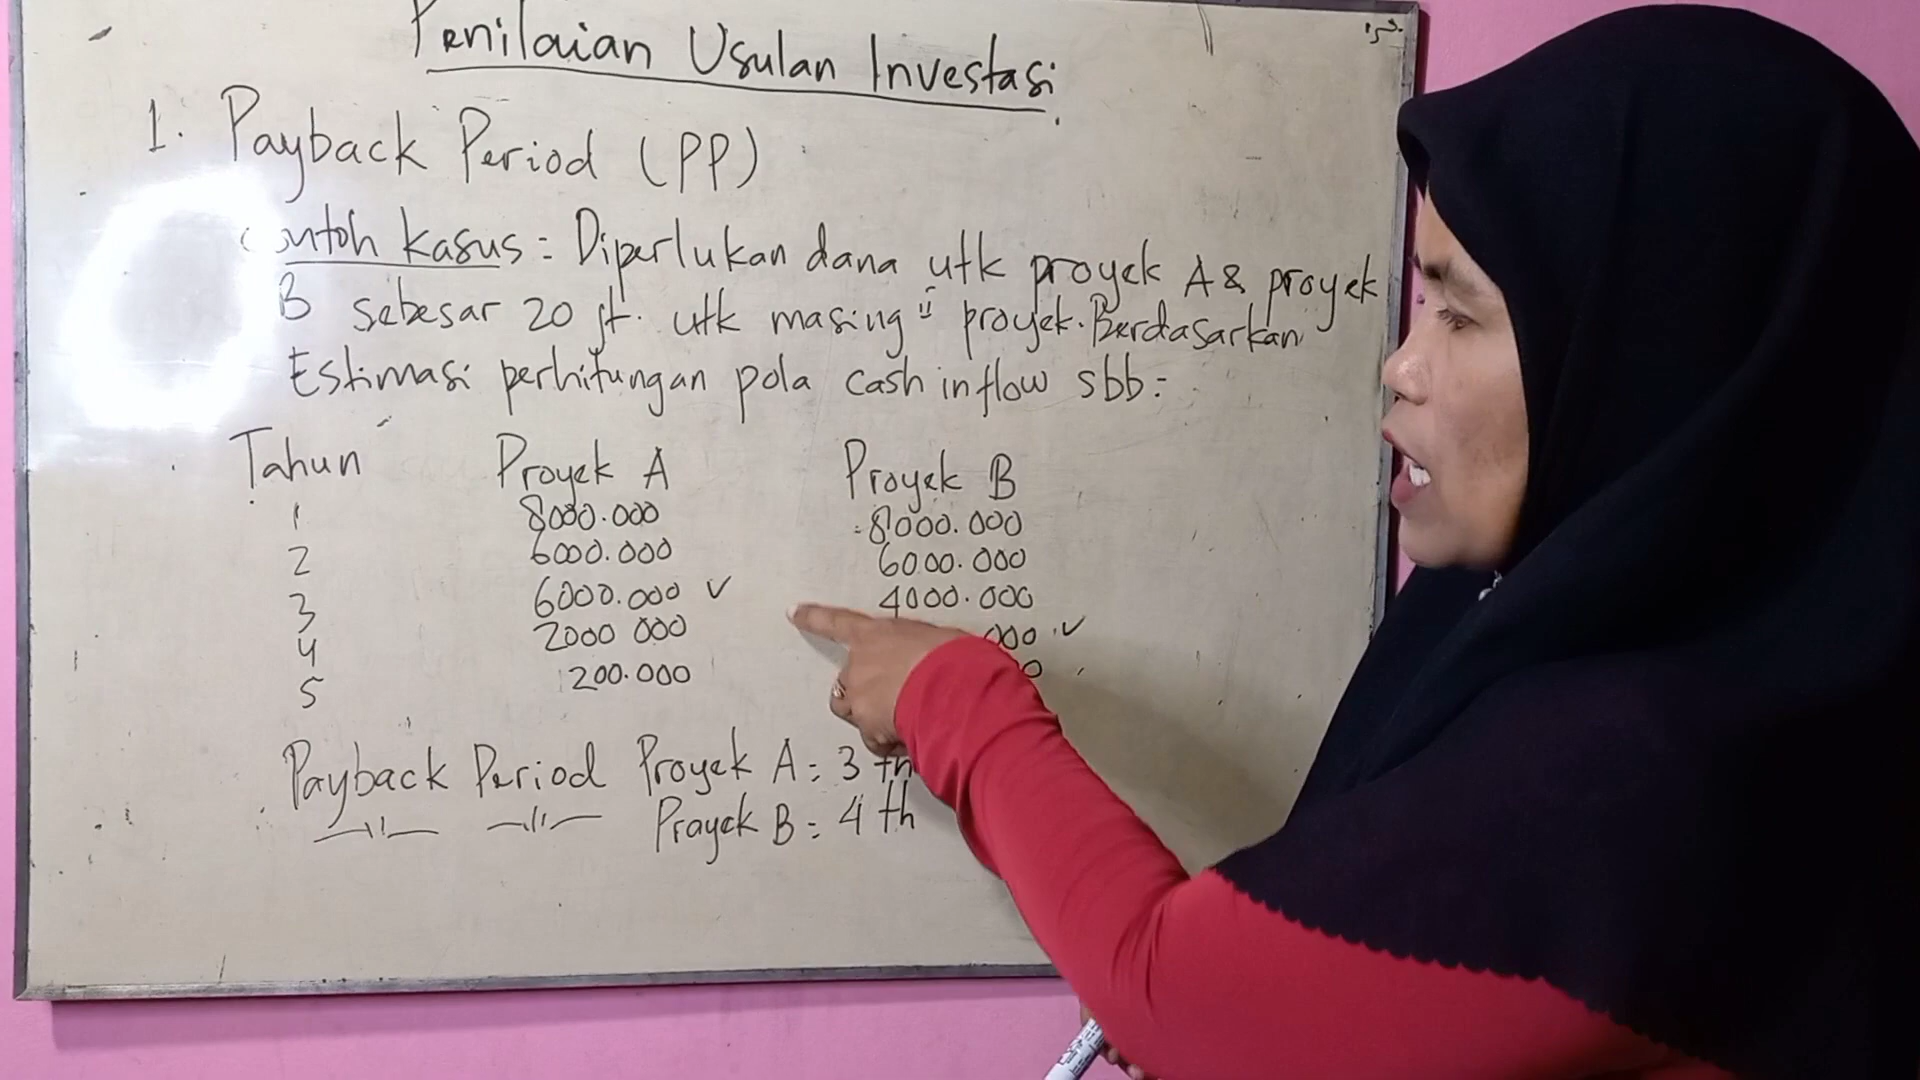 Penilaian Usulan Investasi
1. Payback Period (PP)
Contoh kasus = Diperlukan dana utk proyek A & proyek
B sebesar 20 jt. utk masing" proyek. Berdasarkan
Estimasi perhitungan pola cash inflow sbb =
Tahun Proyek A Proyek B
1 8000.000 8000.000
2 6000.000 6000.000
3 6000.000 ✓ 4000.000
4 2000 000 000 ✓
5 200.000
Payback Period Proyek A = 3 th
—"— —"— Proyek B = 4 th